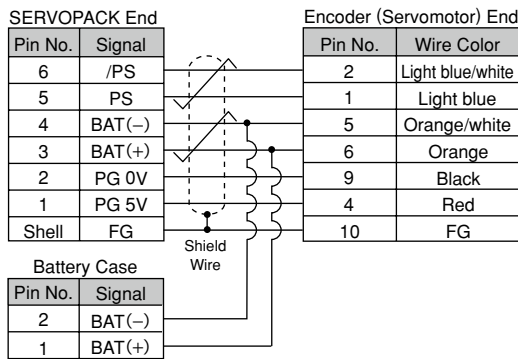 SERVOPACK End
Encoder (Servomotor) End
Pin No. Signal
Pin No. Wire Color
6 /PS
2 Light blue/white
5 PS
1 Light blue
4 BAT(−)
5 Orange/white
3 BAT(+)
6 Orange
2 PG 0V
9 Black
1 PG 5V
4 Red
Shell FG
10 FG
Shield
Wire
Battery Case
Pin No. Signal
2 BAT(−)
1 BAT(+)